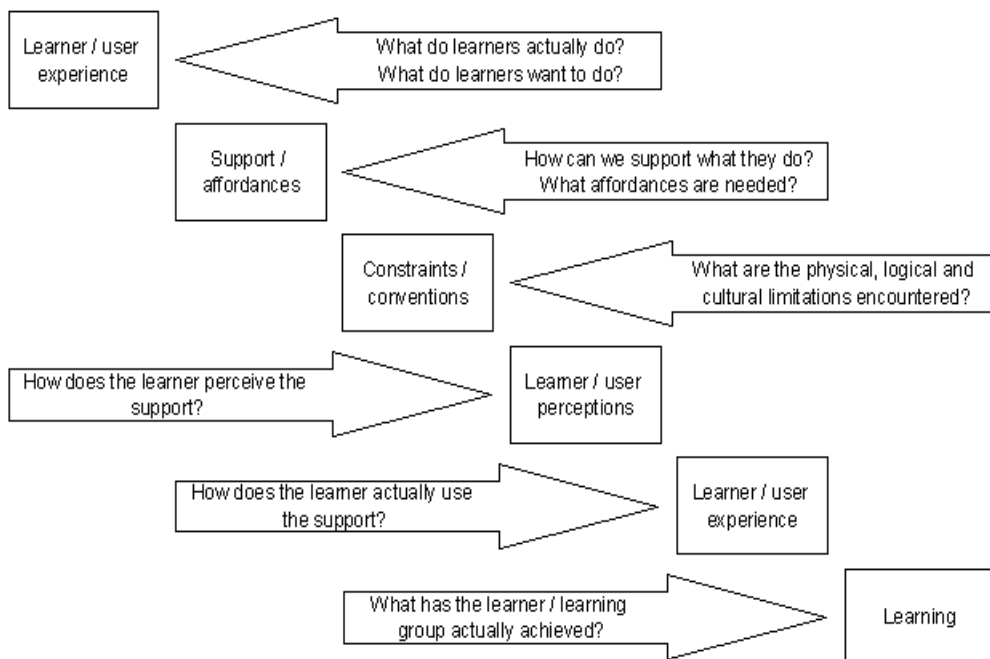 Learner / user
experience
What do learners actually do?
What do learners want to do?
Support /
affordances
How can we support what they do?
What affordances are needed?
Constraints /
conventions
What are the physical, logical and
cultural limitations encountered?
How does the learner perceive the
support?
Learner / user
perceptions
How does the learner actually use
the support?
Learner / user
experience
What has the learner / learning
group actually achieved?
Learning